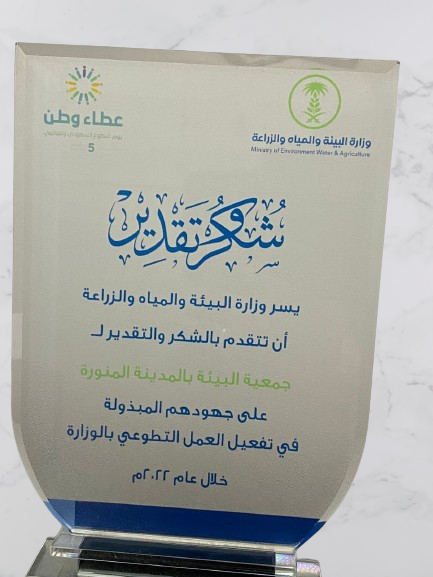 عطاء وطن
5
وزارة البيئة والمياه والزراعة
Ministry of Environment Water & Agriculture
شكر وتقدير
يسر وزارة البيئة والمياه والزراعة
أن تتقدم بالشكر والتقدير لـ
جمعية البيئة بالمدينة المنورة
على جهودهم المبذولة
في تفعيل العمل التطوعي بالوزارة
خلال عام ٢٠٢٢م